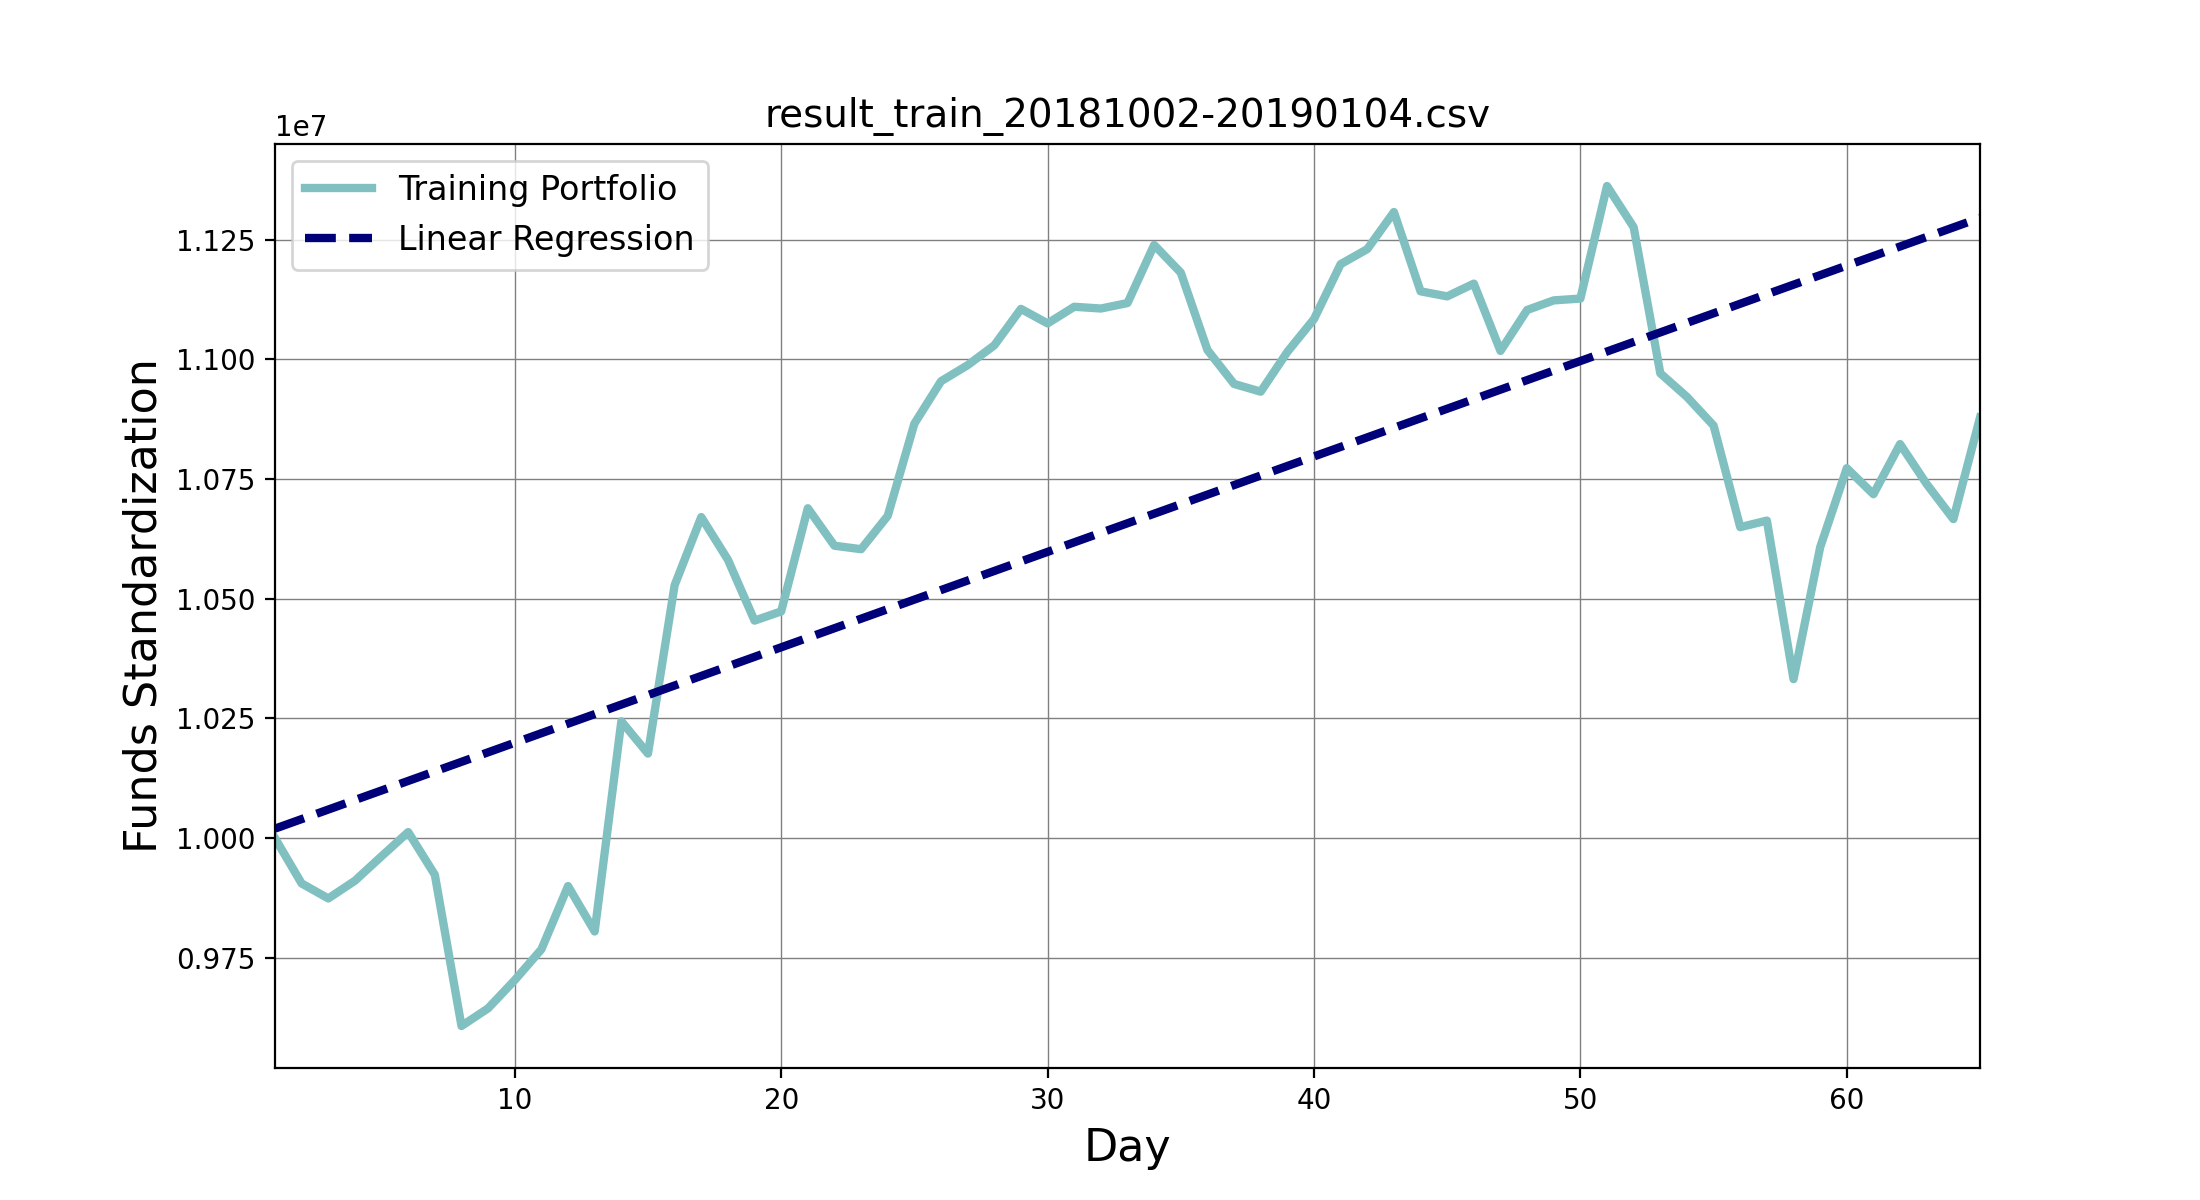 result_train_20181002-20190104.csv
1e7
Training Portfolio
Linear Regression
1.125
1.100
1.075
1.050
1.025
1.000
0.975
Funds Standardization
10 20 30 40 50 60
Day